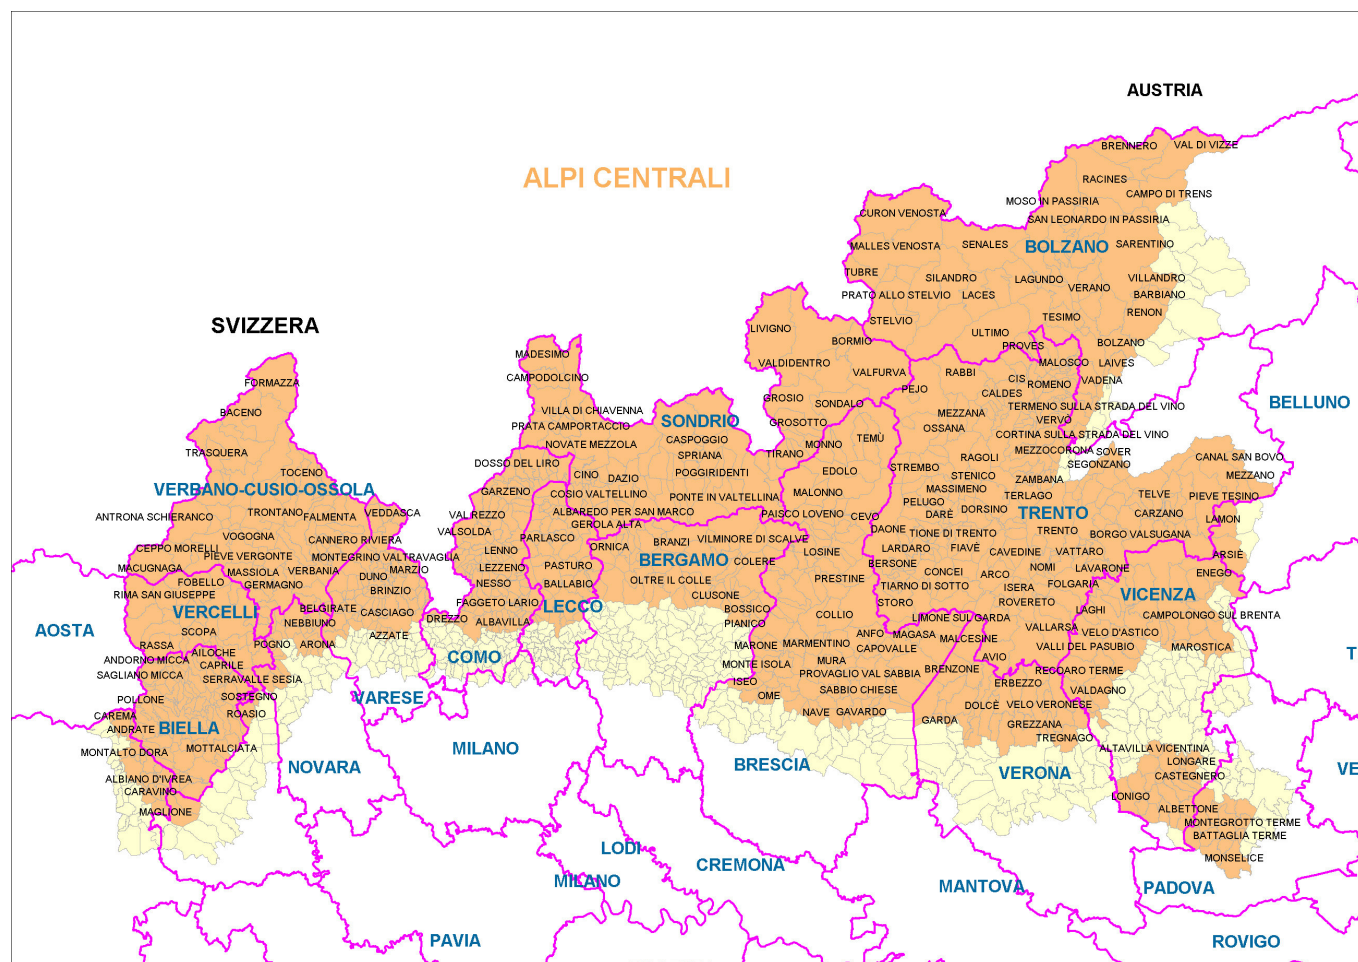 AUSTRIA
BRENNERO
VAL DI VIZZE
ALPI CENTRALI
RACINES
CAMPO DI TRENS
MOSO IN PASSIRIA
CURON VENOSTA
SAN LEONARDO IN PASSIRIA
MALLES VENOSTA
SENALES
BOLZANO
SARENTINO
TUBRE
SILANDRO
LAGUNDO
VERANO
VILLANDRO
PRATO ALLO STELVIO
LACES
BARBIANO
RENON
SVIZZERA
LIVIGNO
STELVIO
TESIMO
ULTIMO
BORMIO
PROVES
BOLZANO
MADESIMO
VALDIDENTRO
MALOSCO
LAIVES
FORMAZZA
CAMPODOLCINO
VALFURVA
RABBI
CIS
ROMENO
VADENA
PEJO
CALDES
GROSIO
SONDALO
BELLUNO
BACENO
VILLA DI CHIAVENNA
MEZZANA
TERMENO SULLA STRADA DEL VINO
PRATA CAMPORTACCIO
SONDRIO
GROSOTTO
OSSANA
VERVO
CASPOGGIO
TEMÙ
CORTINA SULLA STRADA DEL VINO
NOVATE MEZZOLA
MONNO
TRASQUERA
SPRIANA
TIRANO
RAGOLI
MEZZOCORONA
SOVER
CANAL SAN BOVO
DOSSO DEL LIRO
STREMBO
SEGONZANO
TOCENO
CINO
DAZIO
POGGIRIDENTI
EDOLO
STENICO
ZAMBANA
MEZZANO
VERBANO-CUSIO-OSSOLA
GARZENO
COSIO VALTELLINO
PONTE IN VALTELLINA
MALONNO
MASSIMENO
TERLAGO
TELVE
PIEVE TESINO
PELUGO
DORSINO
ANTRONA SCHIERANCO
TRONTANO
FALMENTA
VEDDASCA
VAL REZZO
ALBAREDO PER SAN MARCO
PAISCO LOVENO
CEVO
DARÈ
TRENTO
CARZANO
LAMON
GEROLA ALTA
VALSOLDA
DAONE
TIONE DI TRENTO
TRENTO
BORGO VALSUGANA
VOGOGNA
CANNERO RIVIERA
PARLASCO
BRANZI
VILMINORE DI SCALVE
CEPPO MORELLI
PIEVE VERGONTE
MONTEGRINO VALTRAVAGLIA
LENNO
ORNICA
BERGAMO
COLERE
LOSINE
LARDARO
FIAVÈ
CAVEDINE
VATTARO
ARSIÈ
MACUGNAGA
MASSIOLA
VERBANIA
MARZIO
LEZZENO
PASTURO
BERSONE
CONCEI
ARCO
NOMI
LAVARONE
ENEGO
FOBELLO
GERMAGNO
DUNO
NESSO
BALLABIO
OLTRE IL COLLE
PRESTINE
TIARNO DI SOTTO
ISERA
FOLGARIA
RIMA SAN GIUSEPPE
BRINZIO
CLUSONE
VICENZA
VERCELLI
BELGIRATE
CASCIAGO
FAGGETO LARIO
LECCO
BOSSICO
STORO
ROVERETO
LAGHI
CAMPOLONGO SUL BRENTA
NEBBIUNO
DREZZO
ALBAVILLA
PIANICO
COLLIO
LIMONE SUL GARDA
AOSTA
SCOPA
AZZATE
ANFO
MAGASA
MALCESINE
VALLARSA
VELO D'ASTICO
RASSA
AILOCHE
POGNO
ARONA
MARONE
MARMENTINO
CAPOVALLE
VALLI DEL PASUBIO
MAROSTICA
ANDORNO MICCA
CAPRILE
COMO
MONTE ISOLA
MURA
BRENZONE
AVIO
RECOARO TERME
SAGLIANO MICCA
SERRAVALLE SESIA
ISEO
PROVAGLIO VAL SABBIA
ERBEZZO
VALDAGNO
POLLONE
SOSTEGNO
VARESE
OME
SABBIO CHIESE
DOLCÈ
VELO VERONESE
CAREMA
ROASIO
NAVE
GAVARDO
GARDA
GREZZANA
ANDRATE
BIELLA
TREGNAGO
MONTALTO DORA
MOTTALCIATA
MILANO
ALTAVILLA VICENTINA
NOVARA
BRESCIA
VERONA
LONGARE
VE
ALBIANO D'IVREA
CASTEGNERO
CARAVINO
LONIGO
MAGLIONE
ALBETTONE
MONTEGROTTO TERME
BATTAGLIA TERME
LODI
CREMONA
MONSELICE
MILANO
MANTOVA
PADOVA
PAVIA
ROVIGO